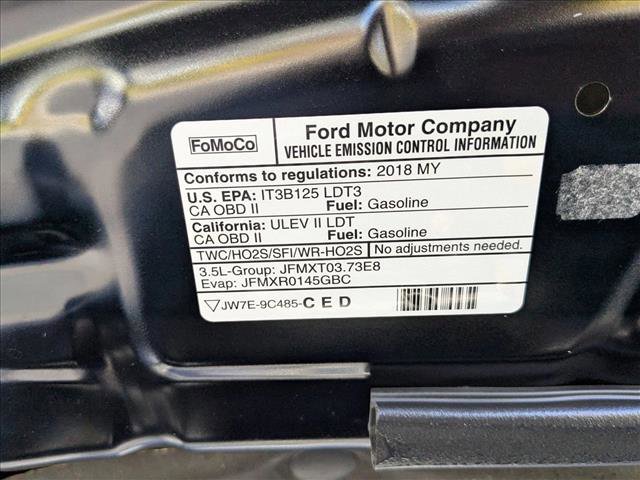 FoMoCo
Ford Motor Company
VEHICLE EMISSION CONTROL INFORMATION
Conforms to regulations: 2018 MY
U.S. EPA: IT3B125 LDT3
CA OBD II Fuel: Gasoline
California: ULEV II LDT
CA OBD II Fuel: Gasoline
TWC/HO2S/SFI/WR-HO2S No adjustments needed.
3.5L-Group: JFMXT03.73E8
Evap: JFMXR0145GBC
JW7E-9C485-CED